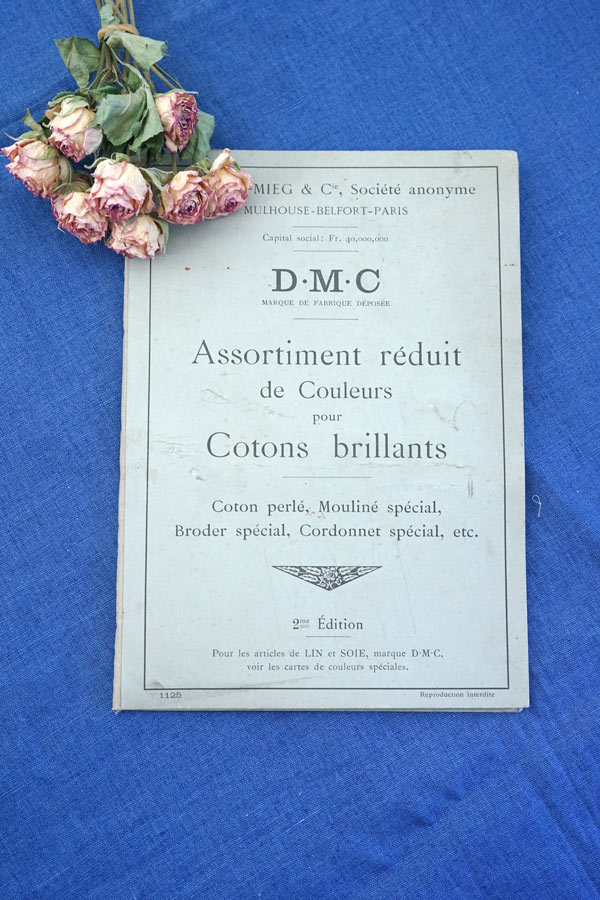 MIEG & Cie, Société anonyme
MULHOUSE-BELFORT-PARIS
Capital social: Fr. 40,000,000
D·M·C
MARQUE DE FABRIQUE DÉPOSÉE
Assortiment réduit
de Couleurs
pour
Cotons brillants
Coton perlé, Mouliné spécial,
Broder spécial, Cordonnet spécial, etc.
2me Édition
Pour les articles de LIN et SOIE, marque D·M·C,
voir les cartes de couleurs spéciales.
1125
Reproduction interdite